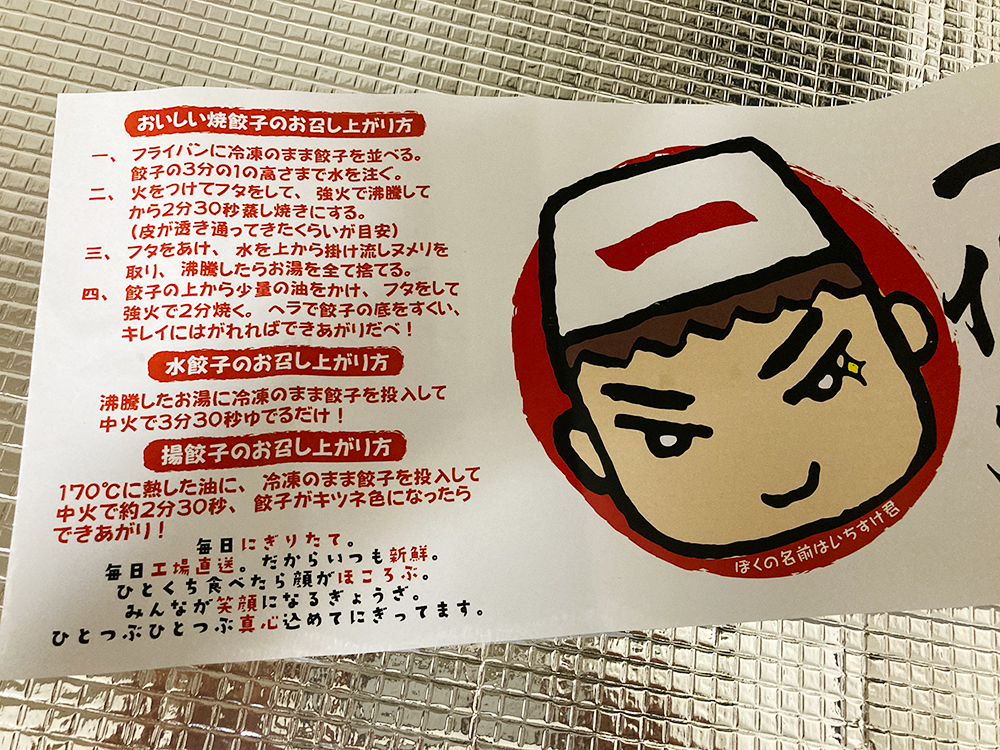 おいしい焼餃子のお召し上がり方
一、フライパンに冷凍のまま餃子を並べる。
餃子の3分の1の高さまで水を注ぐ。
二、火をつけてフタをして、強火で沸騰して
から2分30秒蒸し焼きにする。
(皮が透き通ってきたくらいが目安)
三、フタをあけ、水を上から掛け流しヌメリを
取り、沸騰したらお湯を全て捨てる。
四、餃子の上から少量の油をかけ、フタをして
強火で2分焼く。ヘラで餃子の底をすくい、
キレイにはがれればできあがりだべ!
水餃子のお召し上がり方
沸騰したお湯に冷凍のまま餃子を投入して
中火で3分30秒ゆでるだけ!
揚餃子のお召し上がり方
170℃に熱した油に、冷凍のまま餃子を投入して
中火で約2分30秒、餃子がキツネ色になったら
できあがり!
毎日にぎりたて。
毎日工場直送。だからいつも新鮮。
ひとくち食べたら顔がほころぶ。
みんなが笑顔になるぎょうざ。
ひとつぶひとつぶ真心込めてにぎってます。
ぼくの名前はいちすけ君